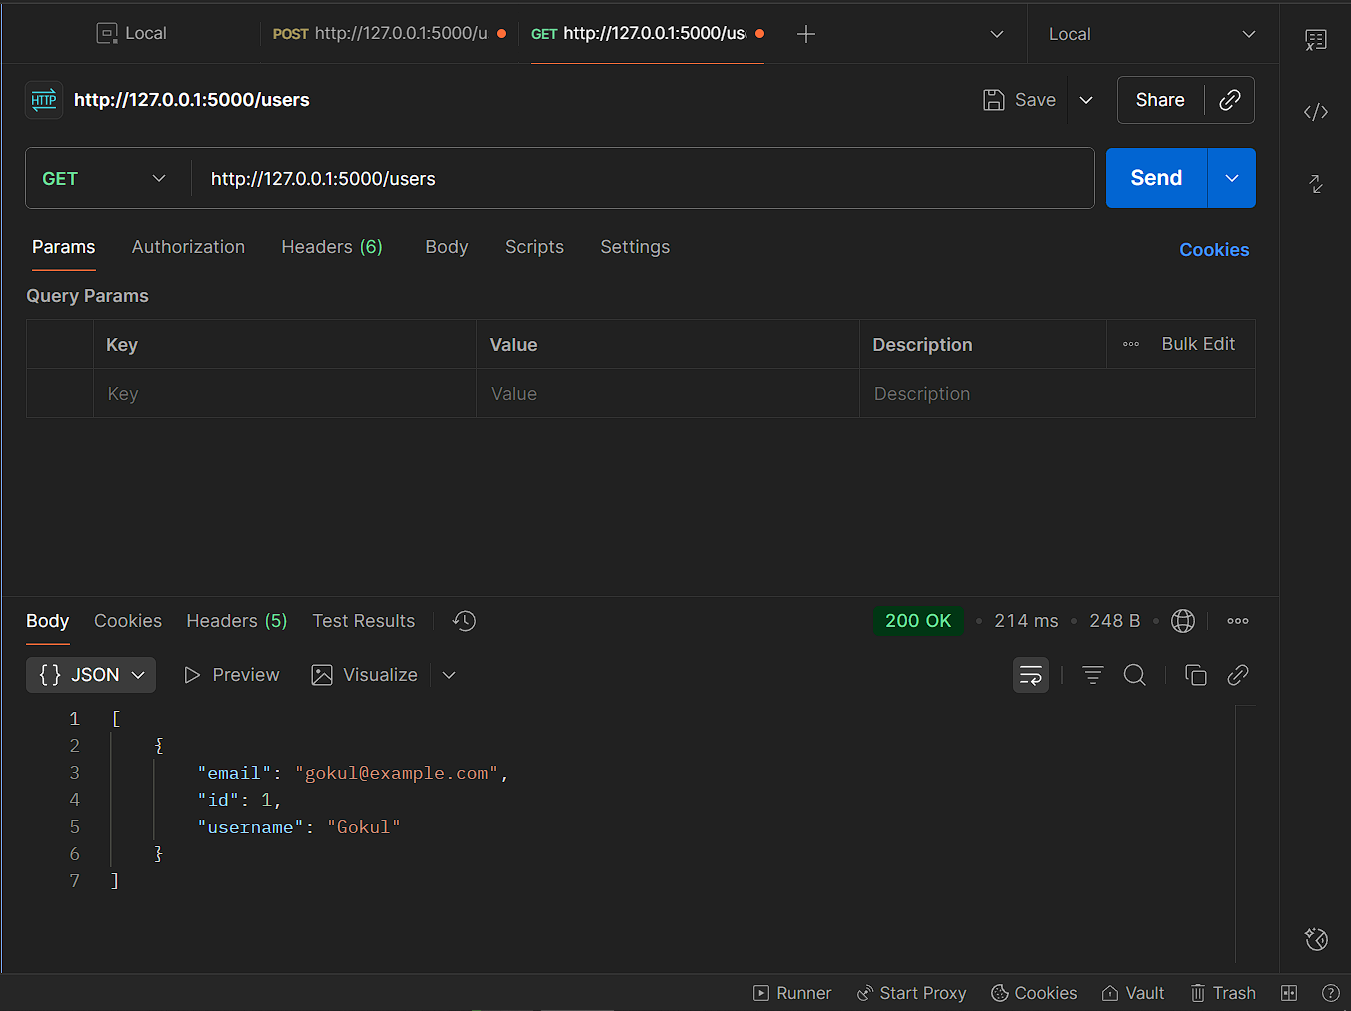 Local
POST http://127.0.0.1:5000/u
GET http://127.0.0.1:5000/us
Local
HTTP
http://127.0.0.1:5000/users
Save
Share
GET
http://127.0.0.1:5000/users
Send
Params Authorization Headers (6) Body Scripts Settings
Cookies
Query Params
Key Value Description Bulk Edit
Key Value Description
Body Cookies Headers (5) Test Results
200 OK • 214 ms • 248 B
{} JSON Preview Visualize
1 [
2 {
3 "email": "gokul@example.com",
4 "id": 1,
5 "username": "Gokul"
6 }
7 ]
Runner Start Proxy Cookies Vault Trash